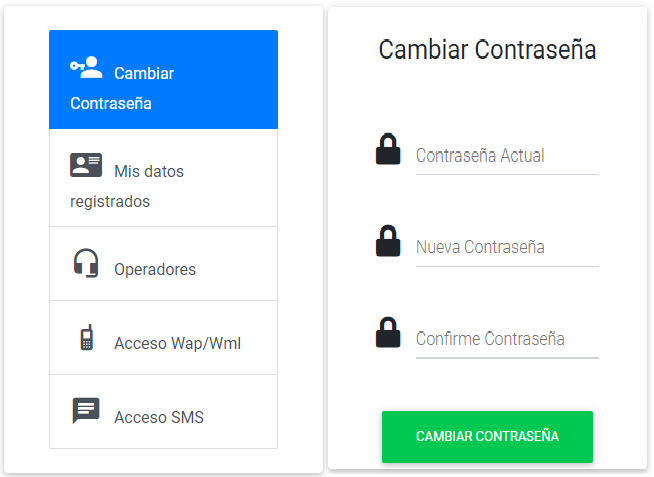 Cambiar
Contraseña
Mis datos
registrados
Operadores
Acceso Wap/Wml
Acceso SMS
Cambiar Contraseña
Contraseña Actual
Nueva Contraseña
Confirme Contraseña
CAMBIAR CONTRASEÑA